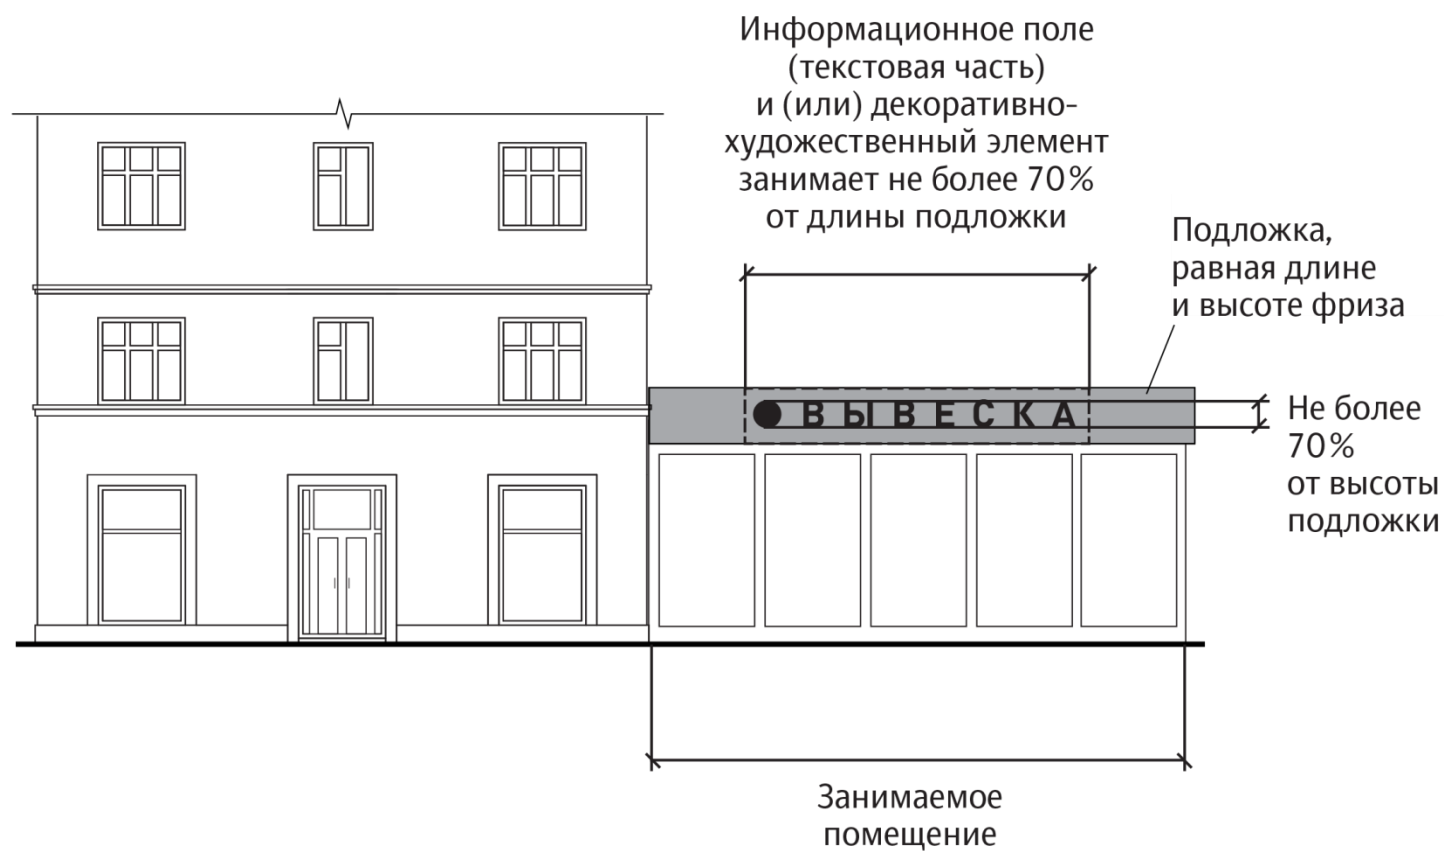 Информационное поле
(текстовая часть)
и (или) декоративно-
художественный элемент
занимает не более 70%
от длины подложки
Подложка,
равная длине
и высоте фриза
ВЫВЕСКА
Не более
70%
от высоты
подложки
Занимаемое
помещение